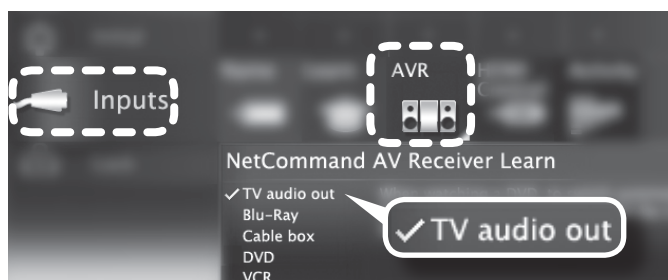 AVR
Inputs
NetCommand AV Receiver Learn
✓ TV audio out
Blu-Ray
Cable box
DVD
VCR
✓ TV audio out